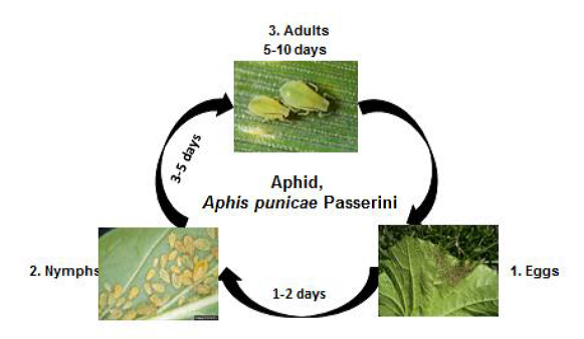 3. Adults
5-10 days
3-5 days
Aphid,
Aphis punicae Passerini
2. Nymphs
1. Eggs
1-2 days